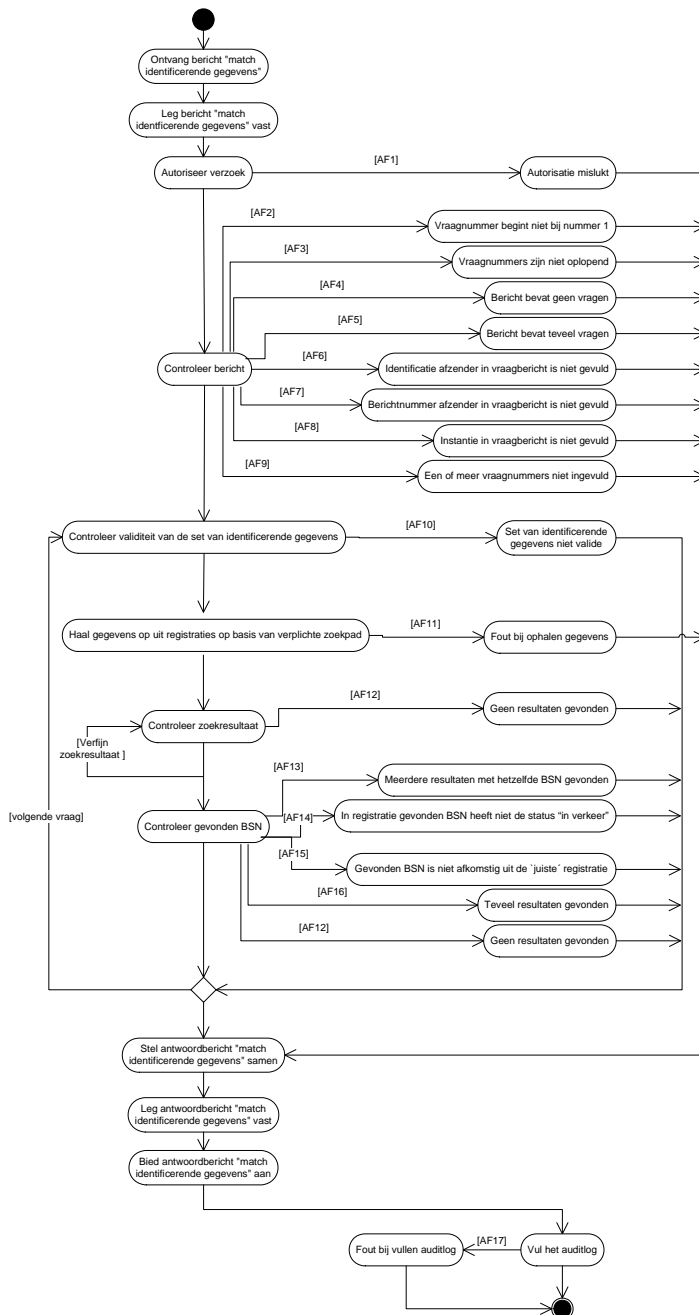 Ontvang bericht "match
identificerende gegevens"
Leg bericht "match
identficerende gegevens" vast
Autoriseer verzoek
[AF1]
Autorisatie mislukt
[AF2]
Vraagnummer begint niet bij nummer 1
[AF3]
Vraagnummers zijn niet oplopend
[AF4]
Bericht bevat geen vragen
[AF5]
Bericht bevat teveel vragen
Controleer bericht
[AF6]
Identificatie afzender in vraagbericht is niet gevuld
[AF7]
Berichtnummer afzender in vraagbericht is niet gevuld
[AF8]
Instantie in vraagbericht is niet gevuld
[AF9]
Een of meer vraagnummers niet ingevuld
Controleer validiteit van de set van identificerende gegevens
[AF10]
Set van identificerende
gegevens niet valide
Haal gegevens op uit registraties op basis van verplichte zoekpad
[AF11]
Fout bij ophalen gegevens
Controleer zoekresultaat
[AF12]
Geen resultaten gevonden
[Verfijn
zoekresultaat ]
[AF13]
Meerdere resultaten met hetzelfde BSN gevonden
[volgende vraag]
Controleer gevonden BSN
[AF14]
In registratie gevonden BSN heeft niet de status "in verkeer"
[AF15]
Gevonden BSN is niet afkomstig uit de `juiste´ registratie
[AF16]
Teveel resultaten gevonden
[AF12]
Geen resultaten gevonden
Stel antwoordbericht "match
identificerende gegevens" samen
Leg antwoordbericht "match
identificerende gegevens" vast
Bied antwoordbericht "match
identificerende gegevens" aan
Fout bij vullen auditlog
[AF17]
Vul het auditlog